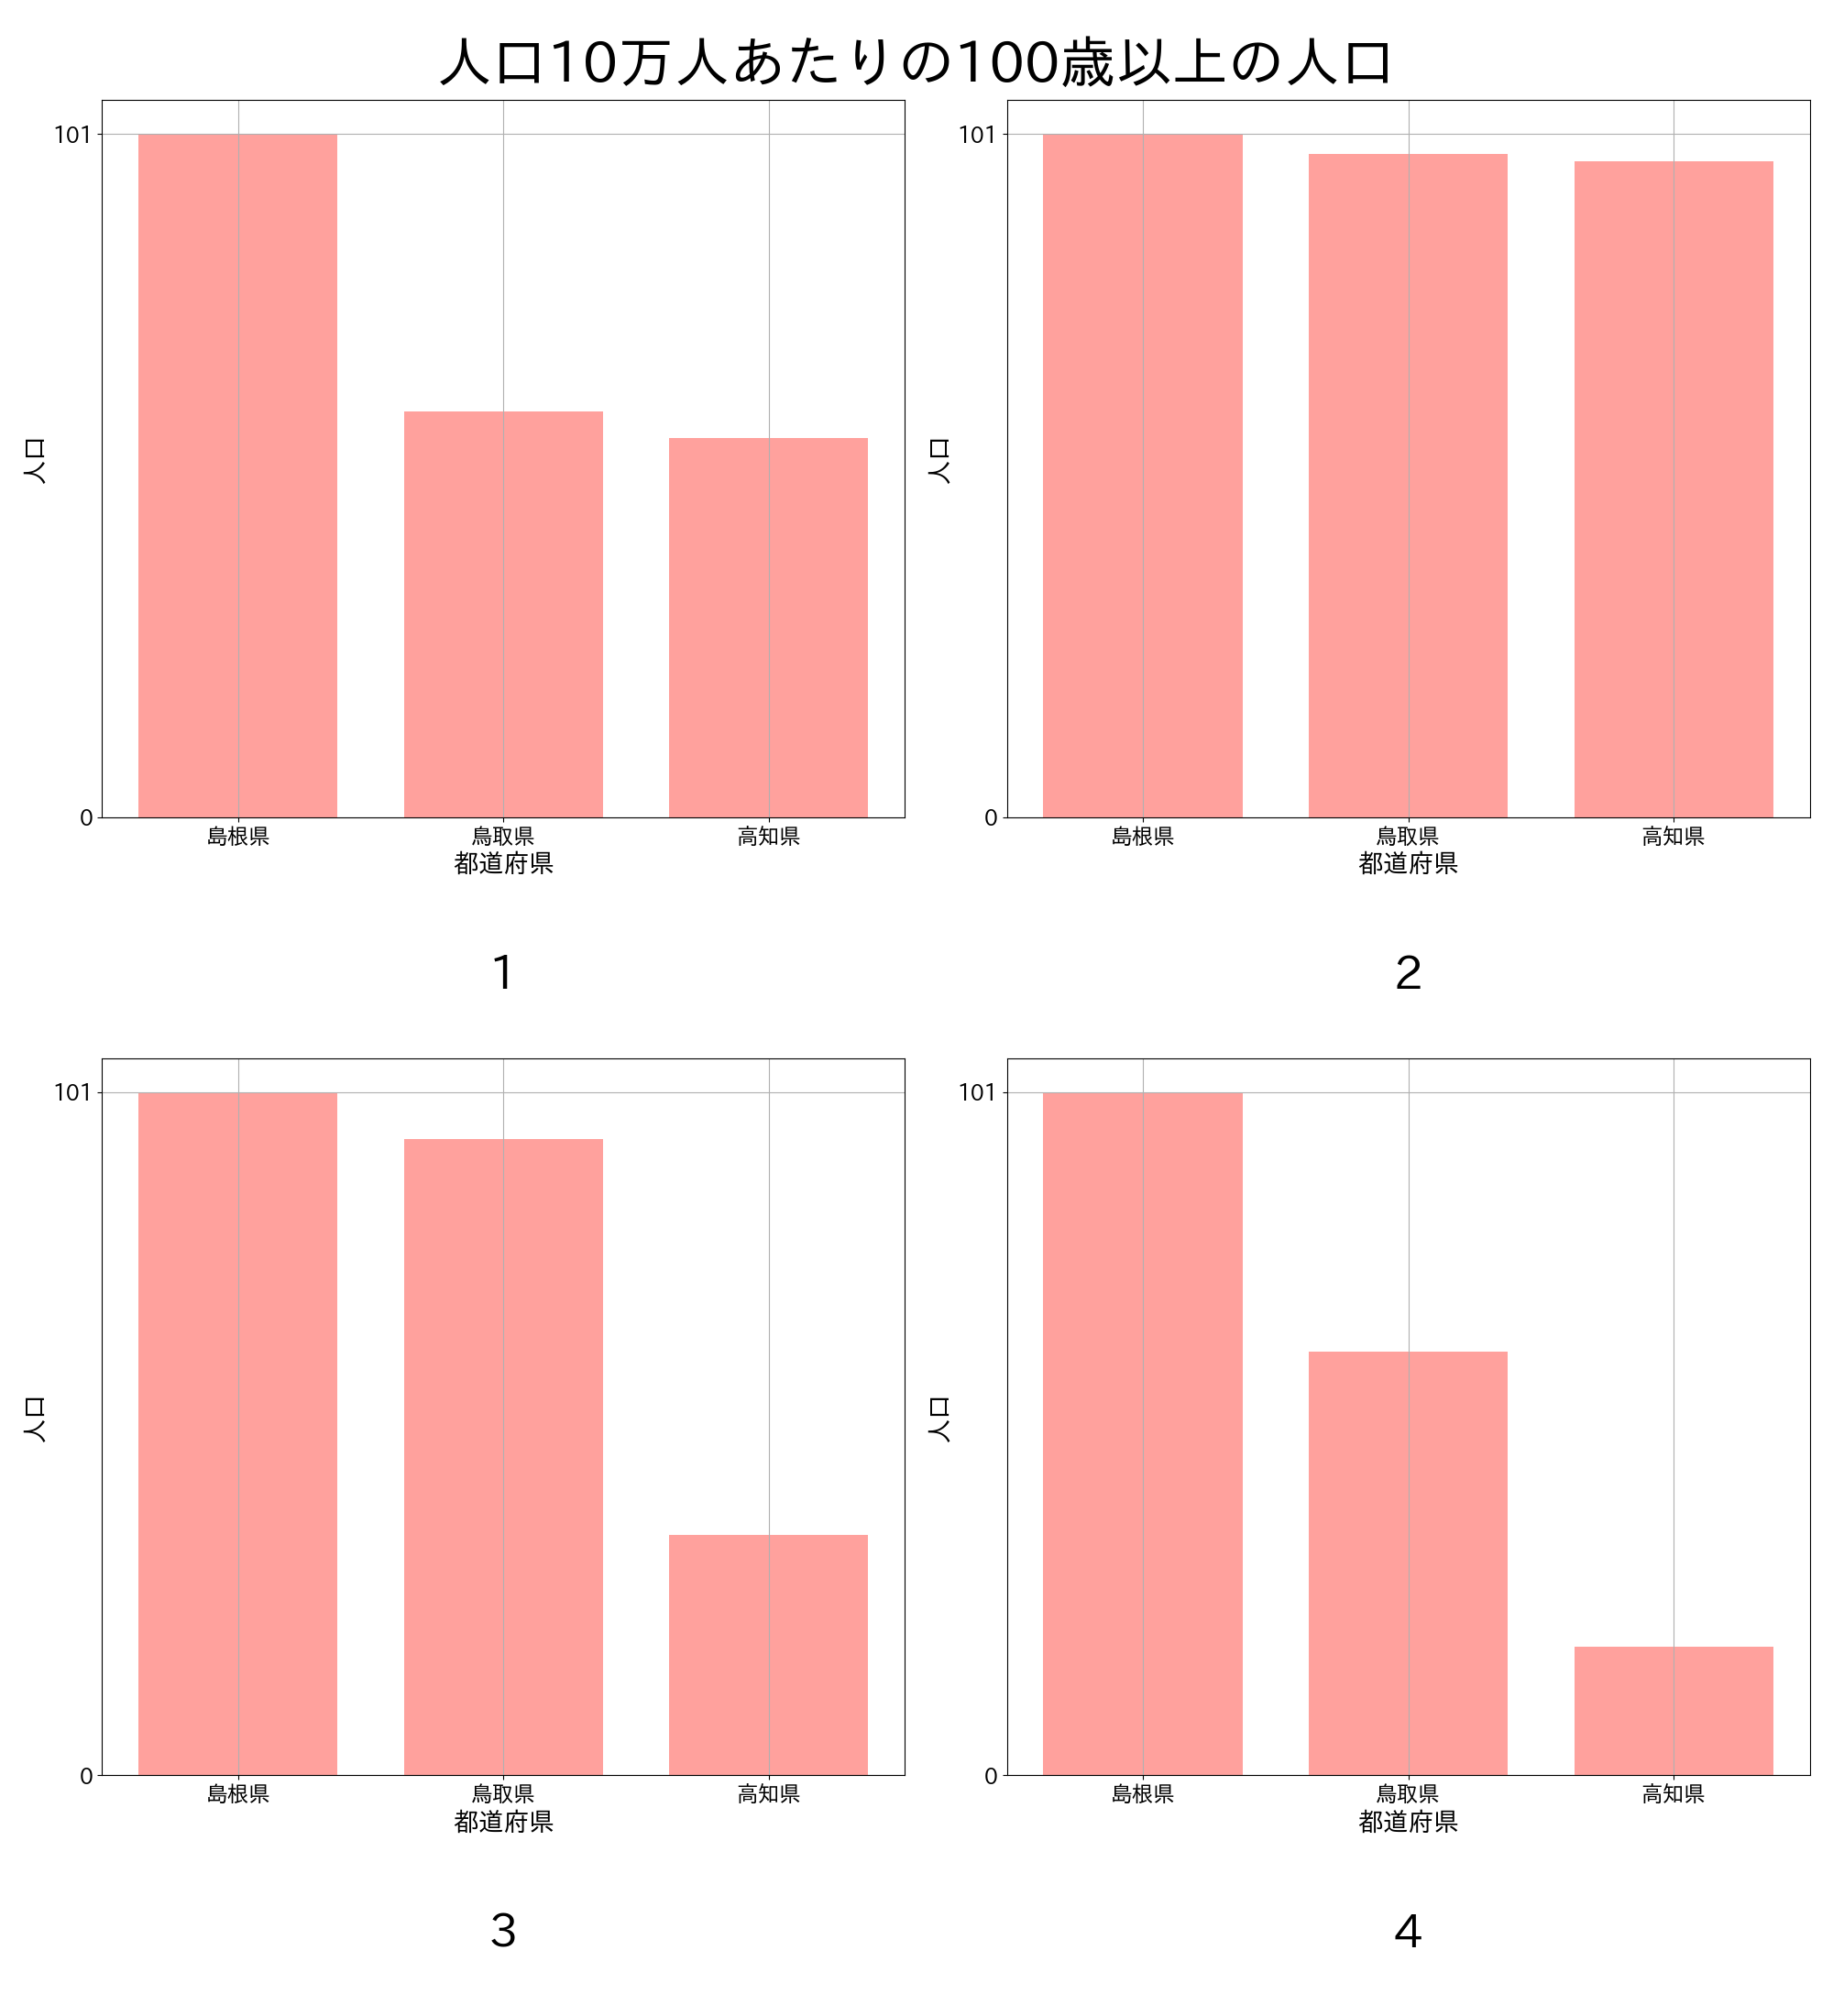 人口10万人あたりの100歳以上の人口
101
0
人口
島根県 鳥取県 高知県
都道府県
1
101
0
人口
島根県 鳥取県 高知県
都道府県
2
101
0
人口
島根県 鳥取県 高知県
都道府県
3
101
0
人口
島根県 鳥取県 高知県
都道府県
4